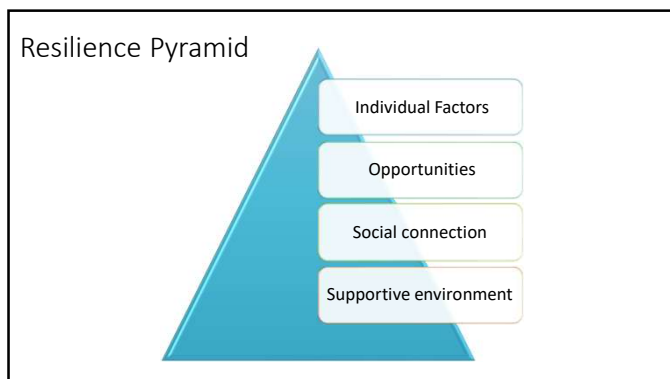 Resilience Pyramid
Individual Factors
Opportunities
Social connection
Supportive environment